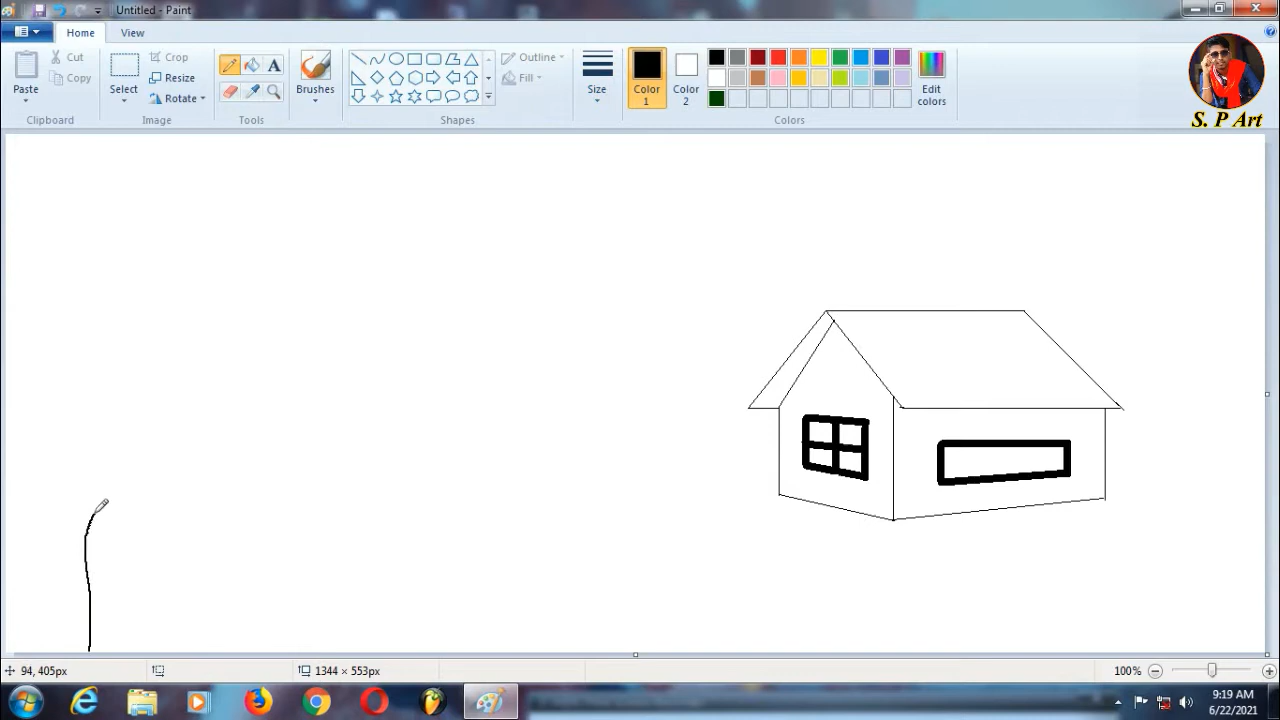 Untitled - Paint
Home
View
Paste
Cut
Copy
Clipboard
Select
Crop
Resize
Rotate
Image
A
Tools
Brushes
Shapes
Outline
Fill
Size
Color
1
Color
2
Edit
colors
Colors
S. P Art
94, 405px
1344 × 553px
100%
9:19 AM
6/22/2021